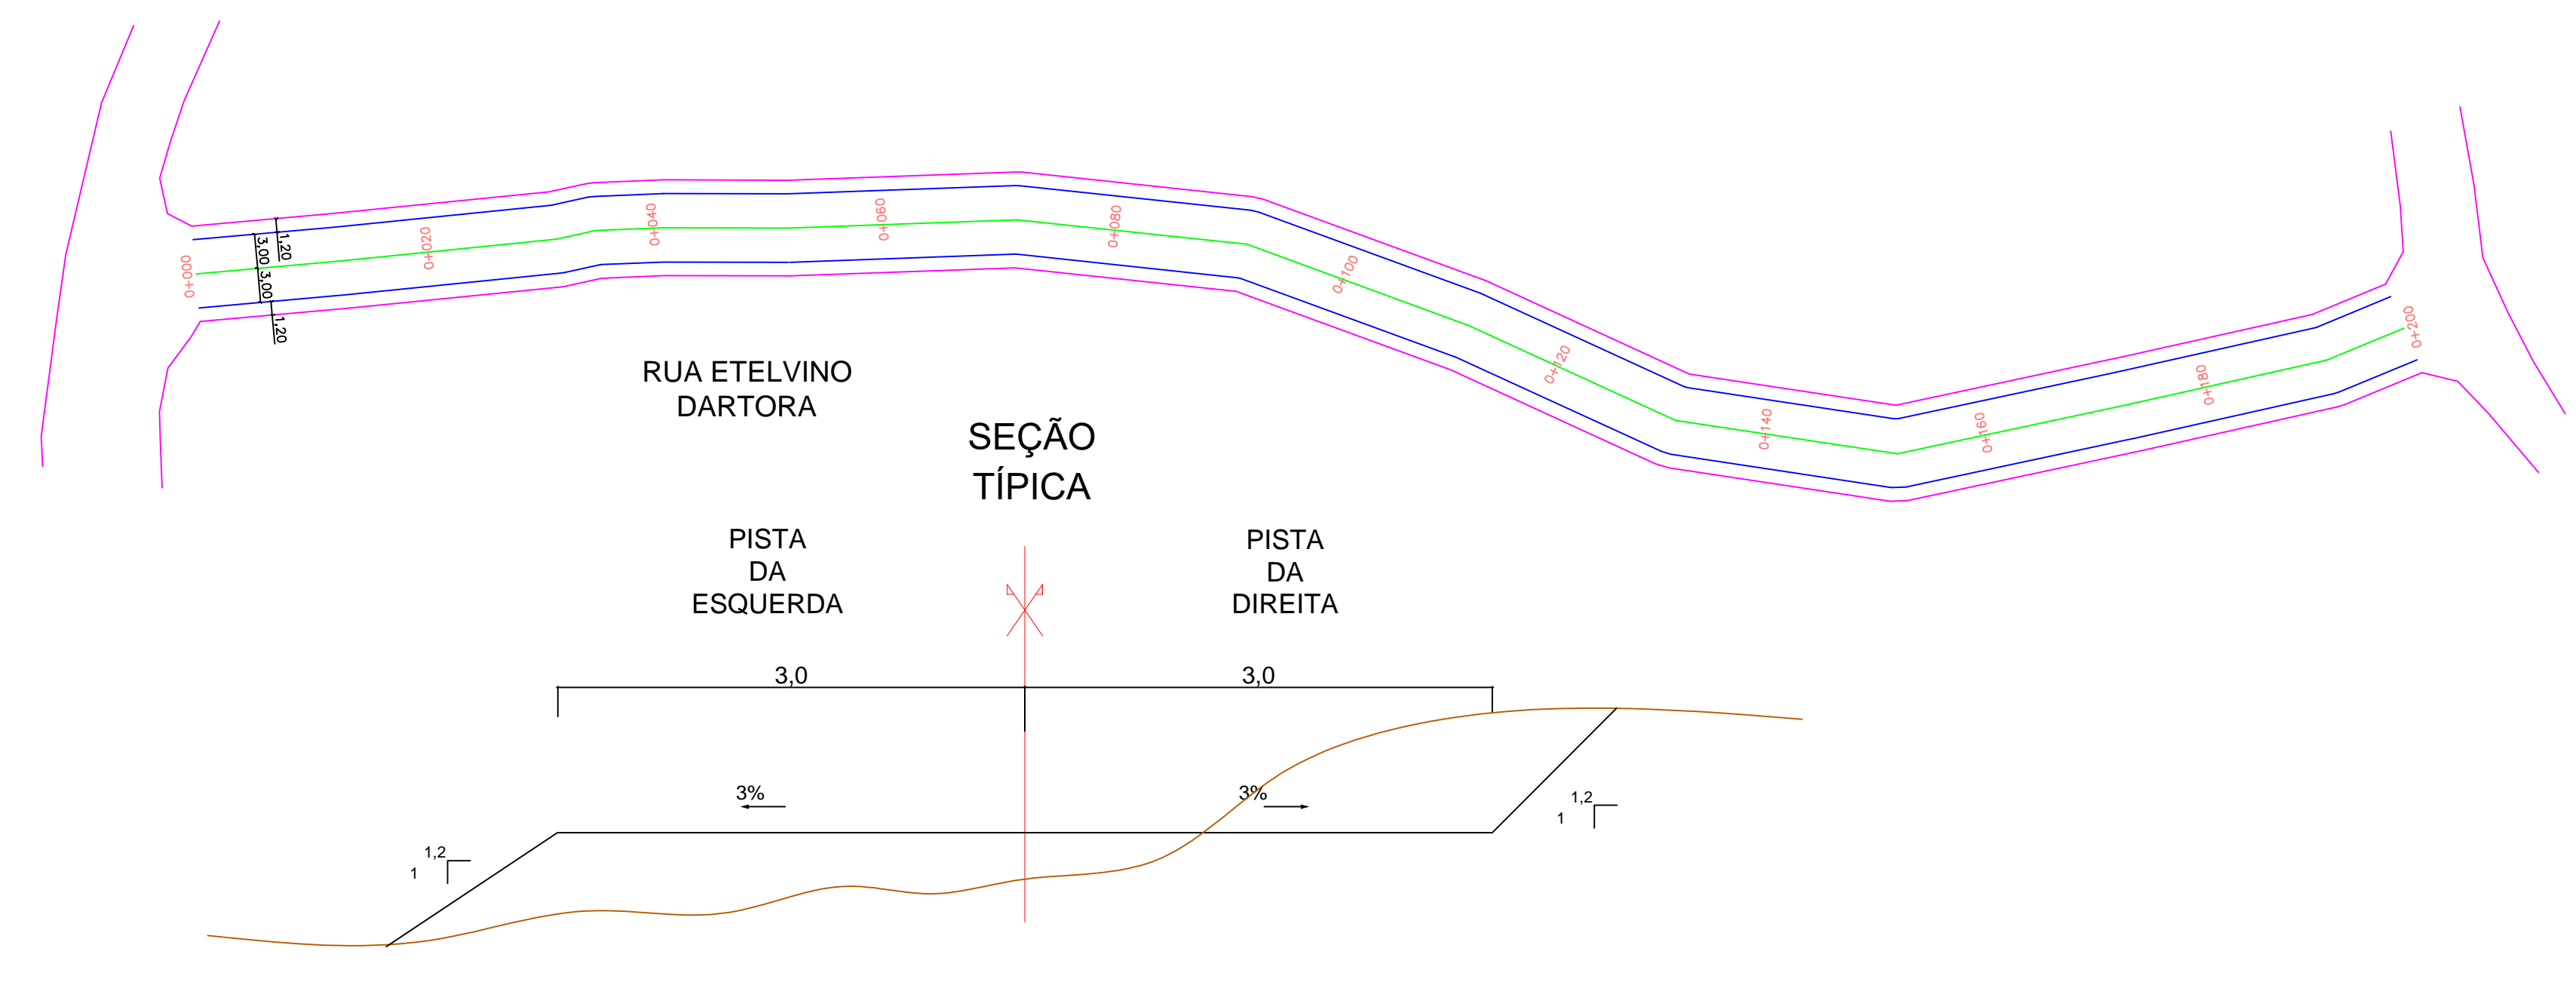 0+000
0+020
0+040
0+060
0+080
0+100
0+120
0+140
0+160
0+180
0+200
1,20
3,00
3,00
1,20
RUA ETELVINO
DARTORA
SEÇÃO
TÍPICA
PISTA
DA
ESQUERDA
PISTA
DA
DIREITA
3,0
3,0
3%
3%
1,2
1
1,2
1